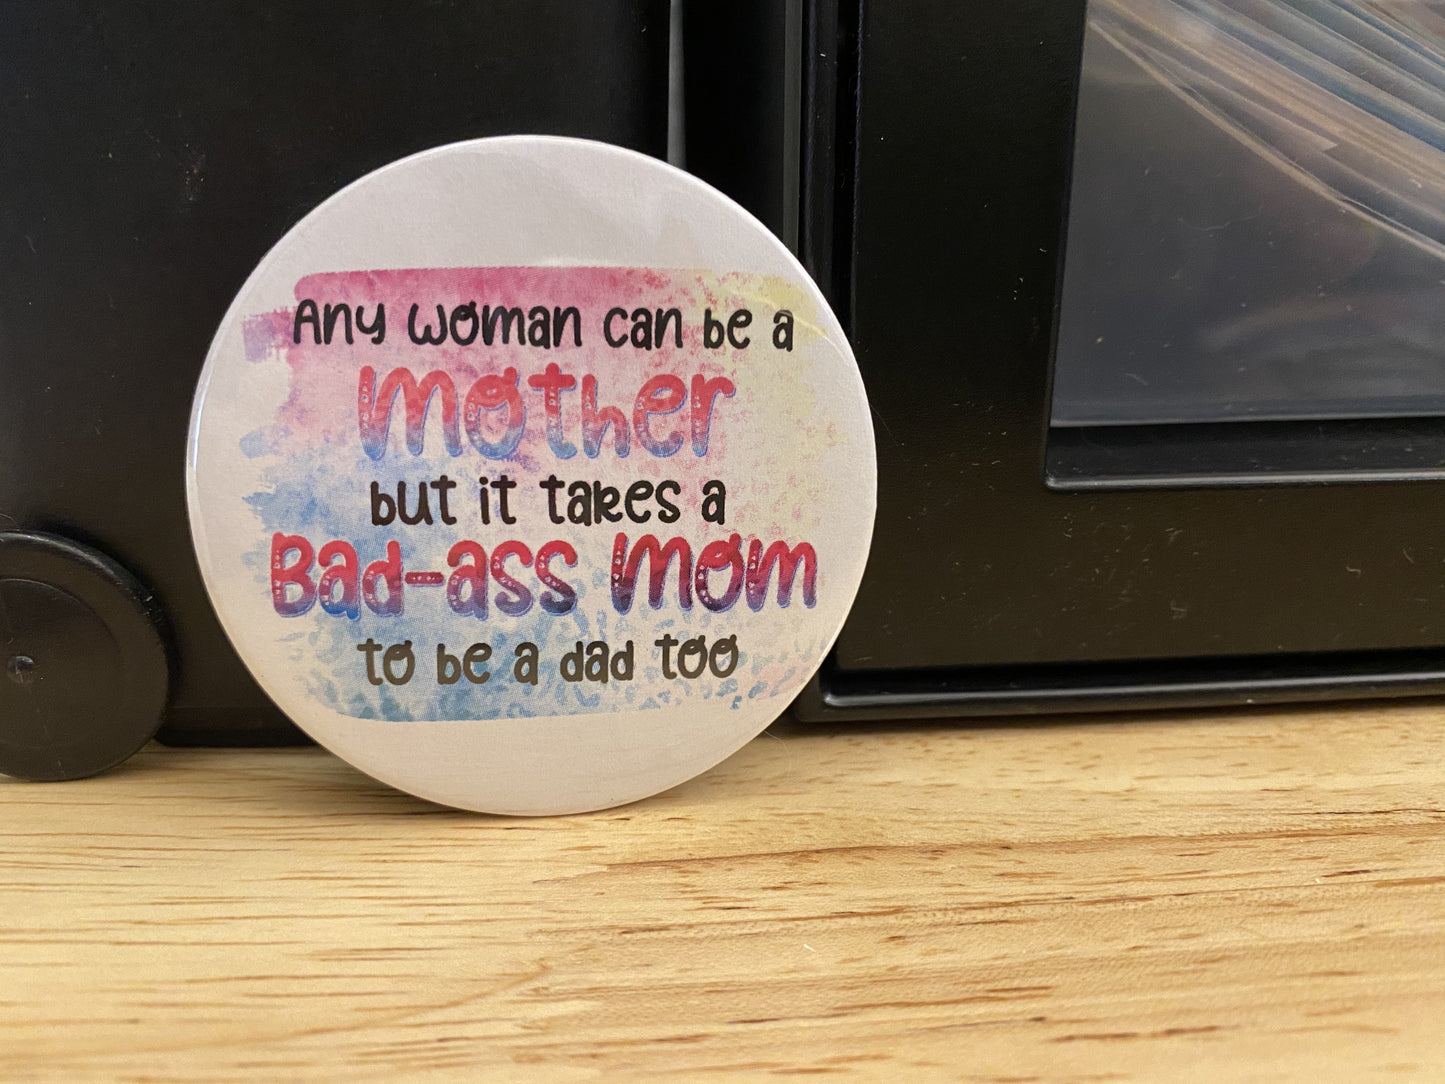 Any woman can be a
Mother
but it takes a
Bad-ass Mom
to be a dad too